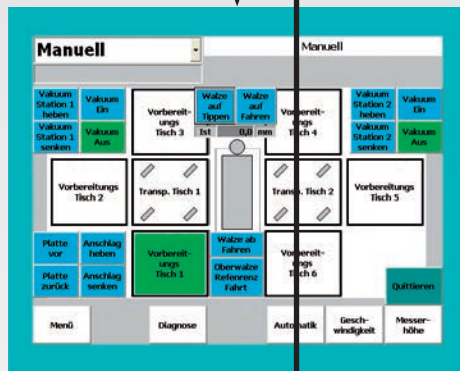 Manuell
Manuell
Vakuum
Station 1
heben
Vakuum
Ein
Vakuum
Station 1
senken
Vakuum
Aus
Vorbereit-
ungs
Tisch 3
Walze
auf
Tippen
Walze
auf
Fahren
Ist 0,0 mm
Vorbereit-
ungs
Tisch 4
Vakuum
Station 2
heben
Vakuum
Ein
Vakuum
Station 2
senken
Vakuum
Aus
Vorbereitungs
Tisch 2
Transp. Tisch 1
Transp. Tisch 2
Vorbereitungs
Tisch 5
Platte
vor
Anschlag
heben
Platte
zurück
Anschlag
senken
Vorbereit-
ungs
Tisch 1
Walze ab
Fahren
Oberwalze
Referenz
Fahrt
Vorbereit-
ungs
Tisch 6
Quittieren
Menü
Diagnose
Automatik
Gesch-
windigkeit
Messer-
höhe